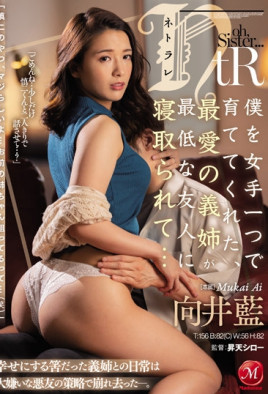 oh,
Sister...
NtR
ネトラレ
僕を女手一つで
育ててくれた、
最愛の義姉が、
最低な友人に
寝取られて…
Mukai Ai
向井藍
T:156 B:82(C) W:56 H:82
監督:昇天シロー
M
幸せにする筈だった義姉との日常は
大嫌いな悪友の策略で崩れ去った―。